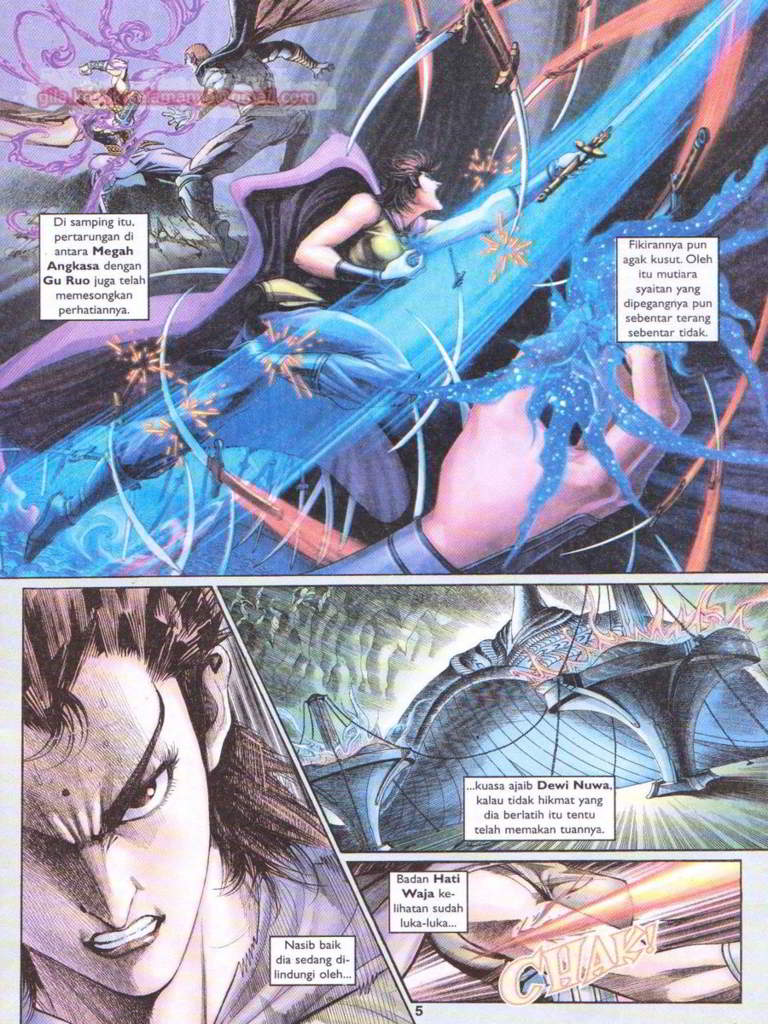 Di samping itu,
pertarungan di
antara Megah
Angkasa dengan
Gu Ruo juga telah
memesongkan
perhatiannya.
Fikirannya pun
agak kusut. Oleh
itu mutiara
syaitan yang
dipegangnya pun
sebentar terang
sebentar tidak.
Nasib baik
dia sedang di-
lindungi oleh...
...kuasa ajaib Dewi Nuwa,
kalau tidak hikmat yang
dia berlatih itu tentu
telah memakan tuannya.
Badan Hati
Waja ke-
lihatan sudah
luka-luka...
CHAK!
5